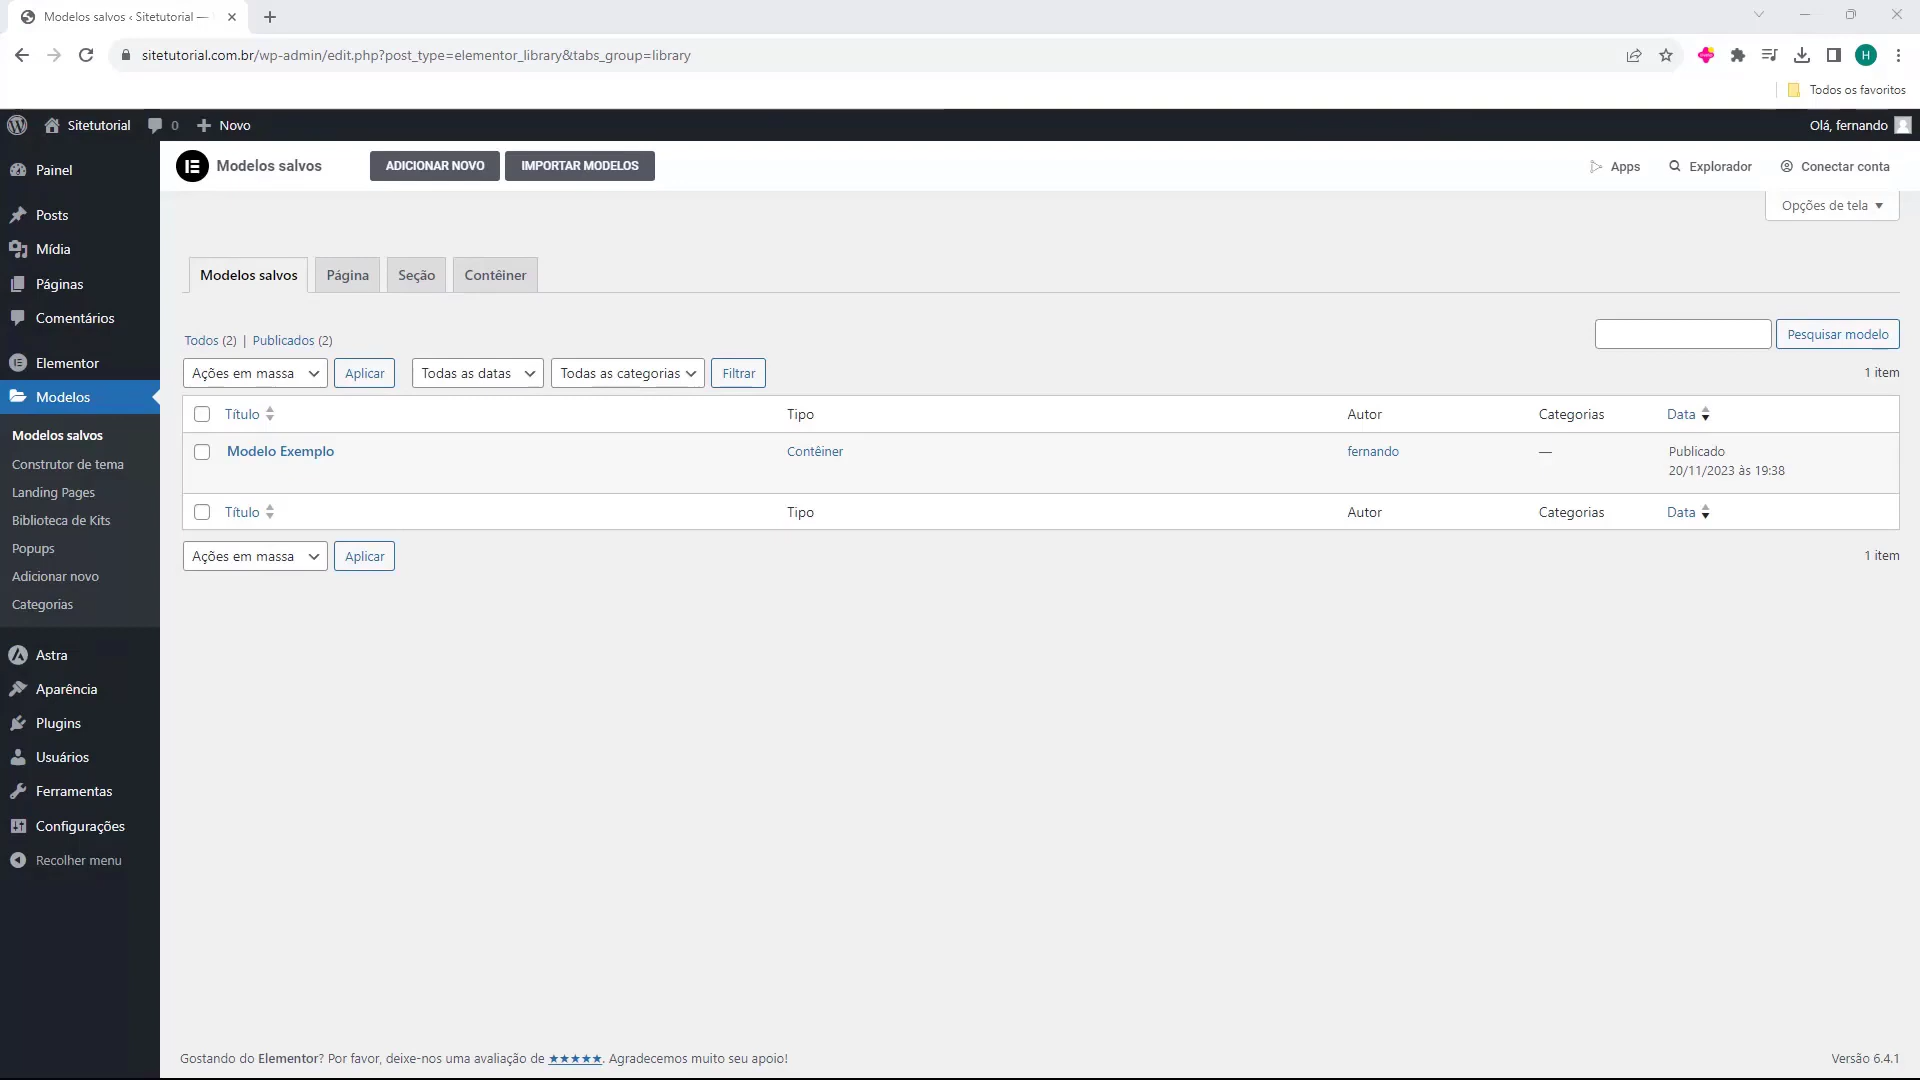 Modelos salvos ‹ Sitetutorial —
sitetutorial.com.br/wp-admin/edit.php?post_type=elementor_library&tabs_group=library
H
Todos os favoritos
Sitetutorial
0
Novo
Olá, fernando
Painel
Posts
Mídia
Páginas
Comentários
Elementor
Modelos
Modelos salvos
Construtor de tema
Landing Pages
Biblioteca de Kits
Popups
Adicionar novo
Categorias
Astra
Aparência
Plugins
Usuários
Ferramentas
Configurações
Recolher menu
Modelos salvos
ADICIONAR NOVO
IMPORTAR MODELOS
Apps
Explorador
Conectar conta
Opções de tela
Modelos salvos
Página
Seção
Contêiner
Todos (2) | Publicados (2)
Pesquisar modelo
Ações em massa
Aplicar
Todas as datas
Todas as categorias
Filtrar
1 item
Título
Tipo
Autor
Categorias
Data
Modelo Exemplo
Contêiner
fernando
—
Publicado
20/11/2023 às 19:38
Título
Tipo
Autor
Categorias
Data
Ações em massa
Aplicar
1 item
Gostando do Elementor? Por favor, deixe-nos uma avaliação de ★★★★★. Agradecemos muito seu apoio!
Versão 6.4.1